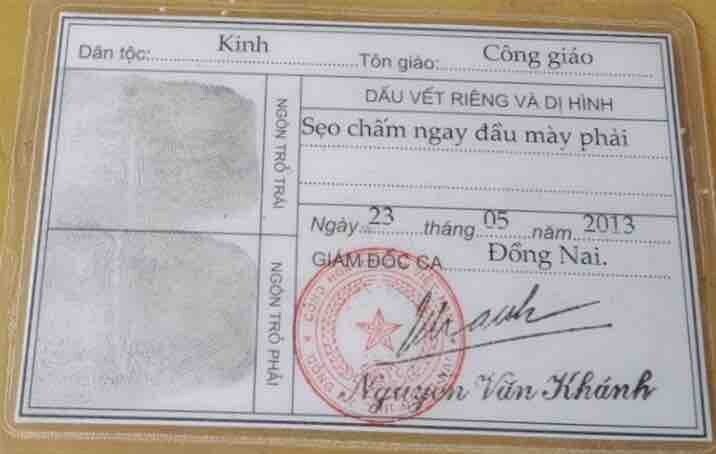 Dân tộc: Kinh Tôn giáo: Công giáo
NGÓN TRỎ TRÁI
DẤU VẾT RIÊNG VÀ DỊ HÌNH
Sẹo chấm ngay đầu mày phải
Ngày 23 tháng 05 năm 2013
NGÓN TRỎ PHẢI
GIÁM ĐỐC CA Đồng Nai.
Nguyễn Văn Khánh